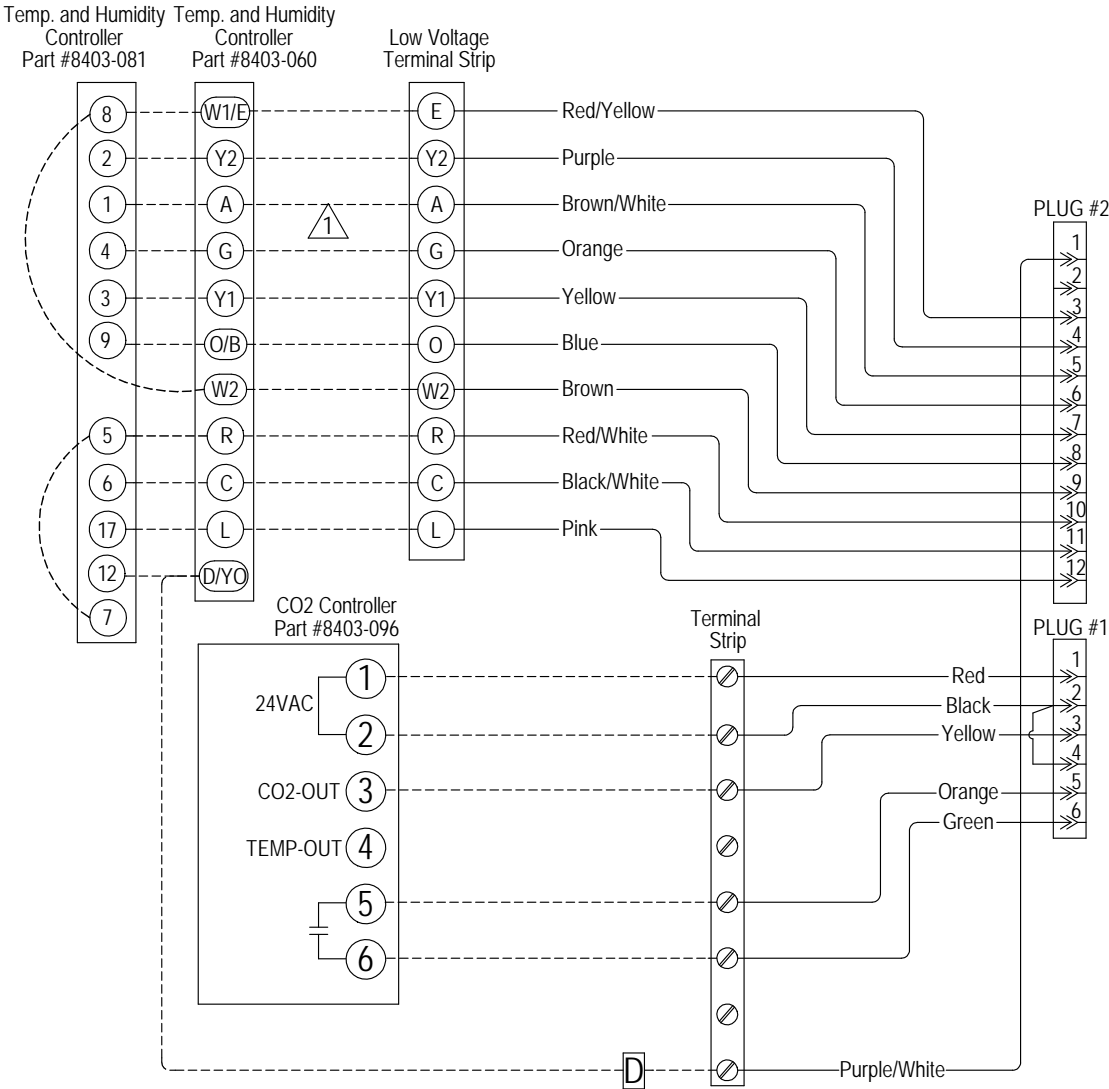 Temp. and Humidity Controller Part #8403-081
Temp. and Humidity Controller Part #8403-060
Low Voltage Terminal Strip
8 W1/E E Red/Yellow
2 Y2 Y2 Purple
1 A A Brown/White
1
4 G G Orange
3 Y1 Y1 Yellow
9 O/B O Blue
W2 W2 Brown
5 R R Red/White
6 C C Black/White
17 L L Pink
12 D/YO
7
PLUG #2
1
2
3
4
5
6
7
8
9
10
11
12
CO2 Controller
Part #8403-096
24VAC
1
2
CO2-OUT 3
TEMP-OUT 4
5
6
Terminal
Strip
PLUG #1
Red 1
Black 2
Yellow 3
4
Orange 5
Green 6
D
Purple/White